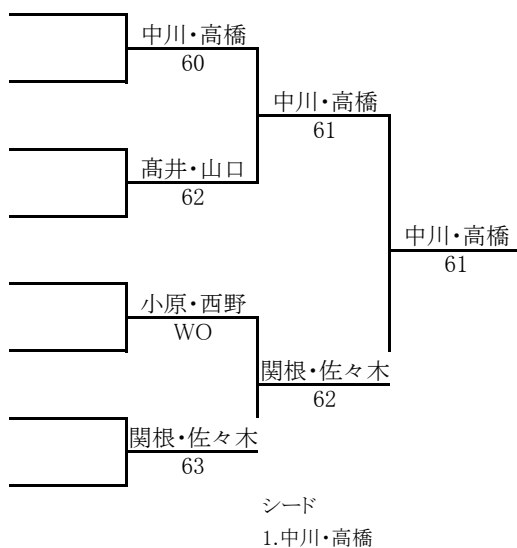 中川・高橋
60
中川・高橋
61
髙井・山口
62
中川・高橋
61
小原・西野
WO
関根・佐々木
62
関根・佐々木
63
シード
1.中川・高橋